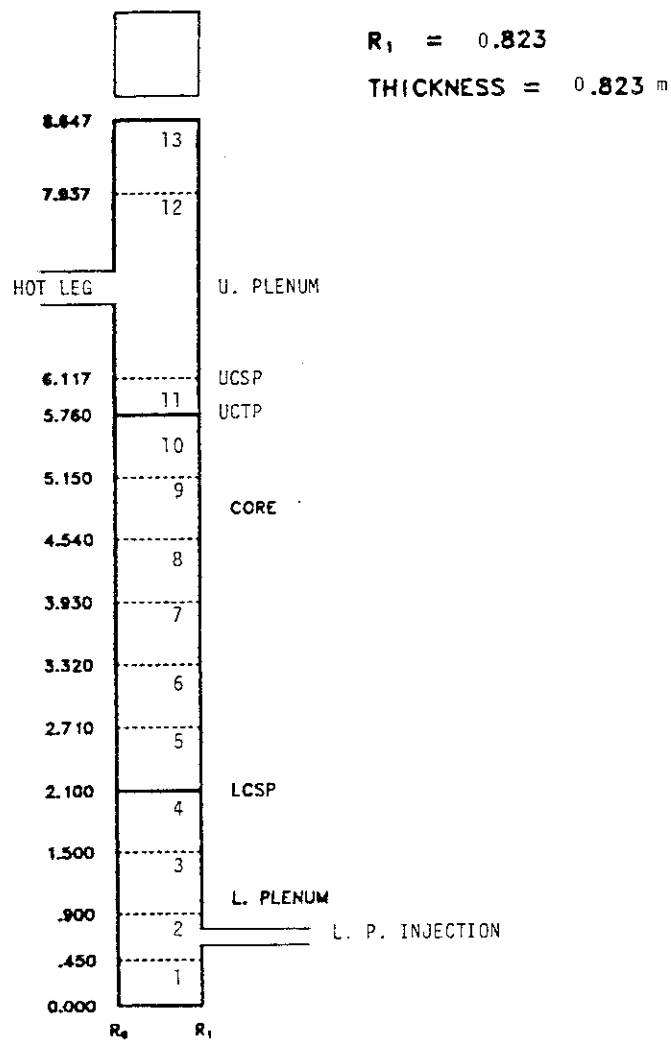 R₁ = 0.823
THICKNESS = 0.823 m
8.647
13
7.937
12
HOT LEG
U. PLENUM
6.117
UCSP
11
5.760
UCTP
10
5.150
9
CORE
4.540
8
3.930
7
3.320
6
2.710
5
2.100
LCSP
4
1.500
3
L. PLENUM
.900
2
L. P. INJECTION
.450
1
0.000
R₀ R₁